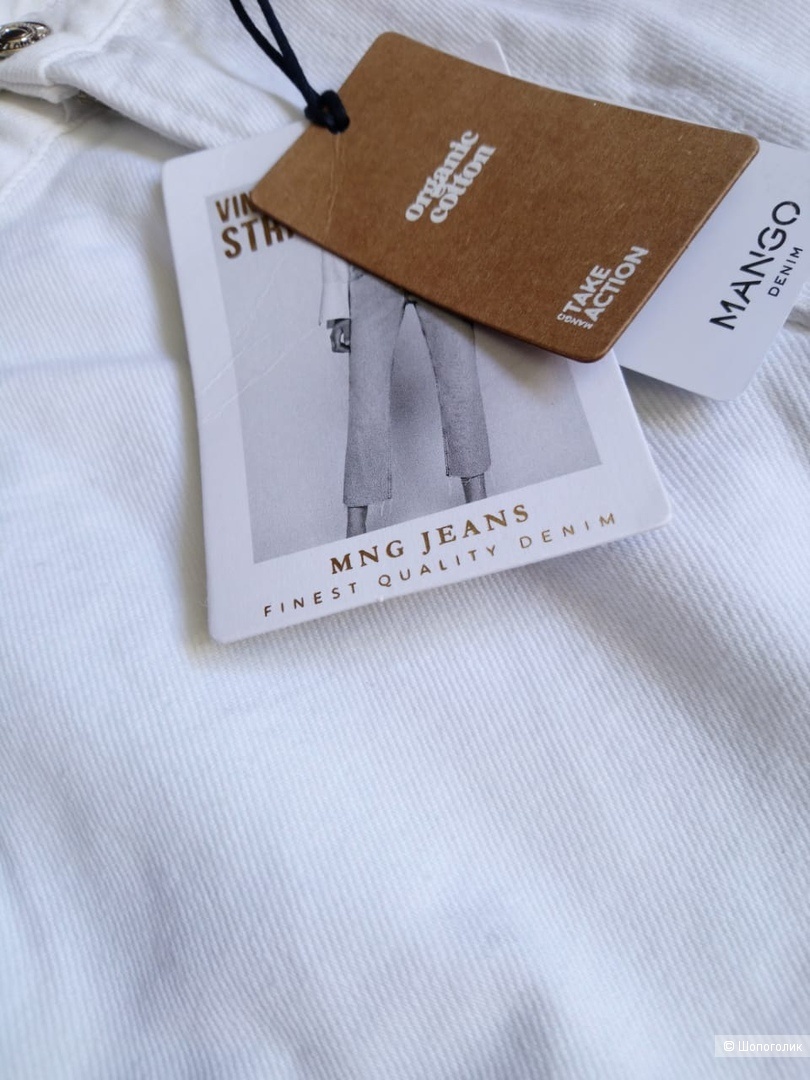 organic
cotton
TAKE
ACTION
MANGO
MANGO
DENIM
MNG JEANS
FINEST QUALITY DENIM
© Шопоголик